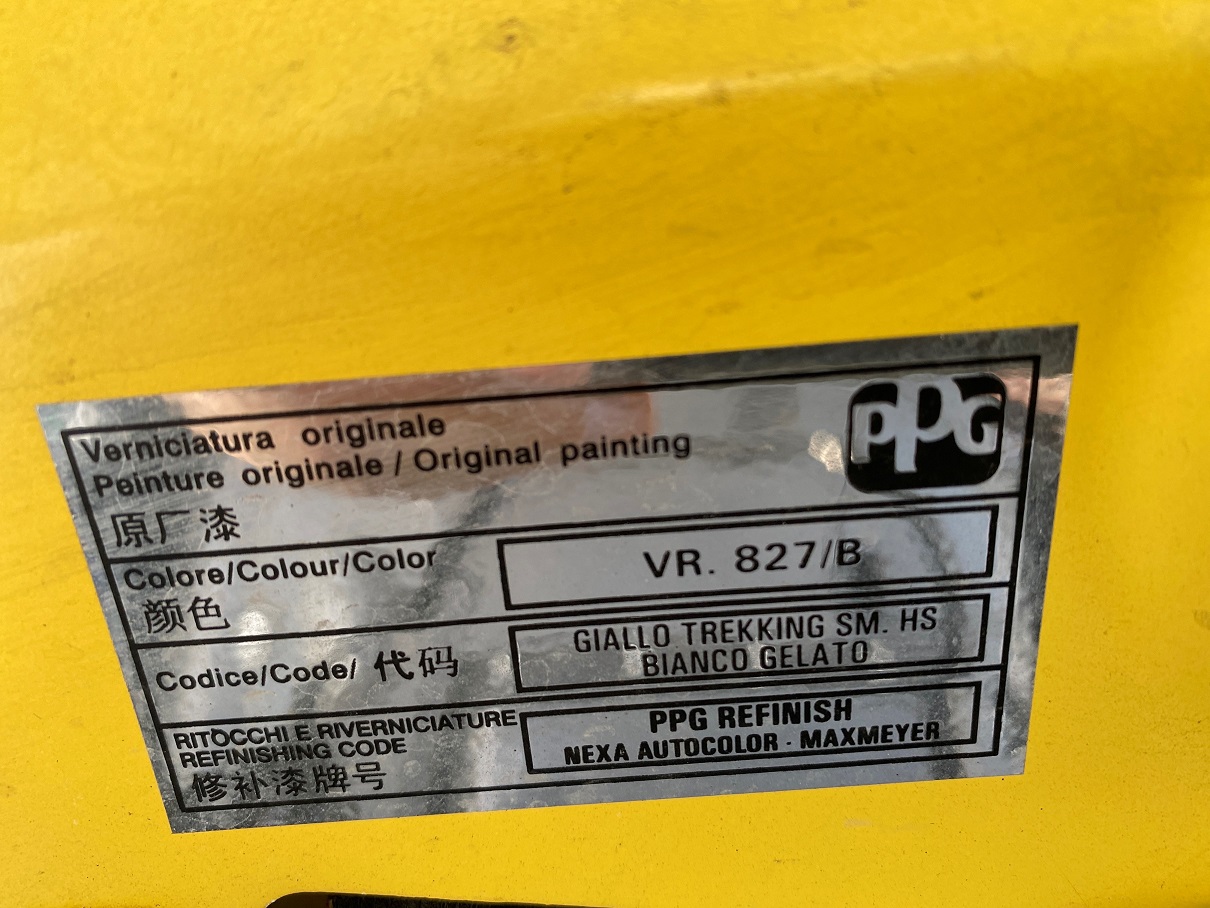 Verniciatura originale
Peinture originale / Original painting
原厂漆
PPG
Colore/Colour/Color
颜色
VR. 827/B
Codice/Code/ 代码
GIALLO TREKKING SM. HS
BIANCO GELATO
RITOCCHI E RIVERNICIATURE
REFINISHING CODE
修补漆牌号
PPG REFINISH
NEXA AUTOCOLOR · MAXMEYER